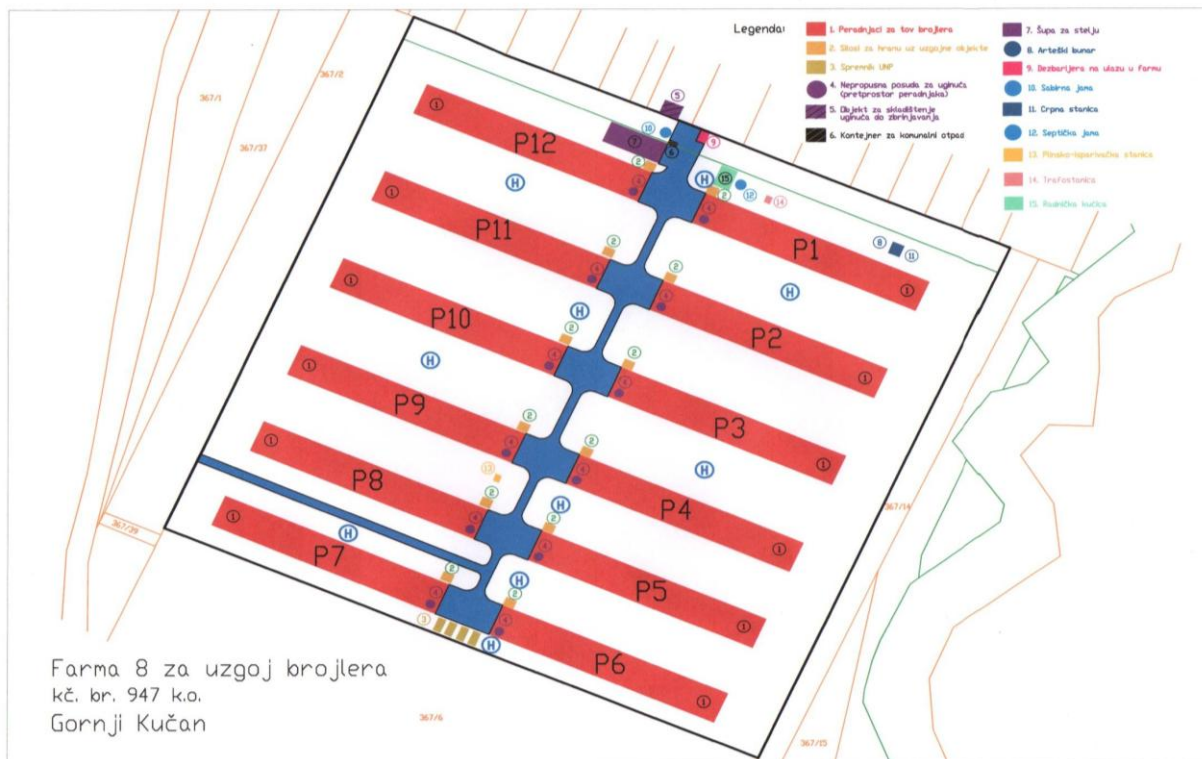 Legenda:
1. Peradnjaci za tov brojlera
2. Silosi za hranu uz uzgojne objekte
3. Spremnik UNP
4. Nepropusna posuda za uginuća
(pretprostor peradnjaka)
5. Objekt za skladištenje
uginuća do zbrinjavanja
6. Kontejner za komunalni otpad
7. Šupa za stelju
8. Arteški bunar
9. Dezbarijera na ulazu u farmu
10. Sabirna jama
11. Crpna stanica
12. Septička jama
13. Plinsko-isparivačka stanica
14. Trafostanica
15. Radnička kućica
367/2
367/1
367/37
P12
P11
P10
P9
P8
P7
P1
P2
P3
P4
P5
P6
367/14
367/39
367/6
367/15
Farma 8 za uzgoj brojlera
kč. br. 947 k.o.
Gornji Kučan